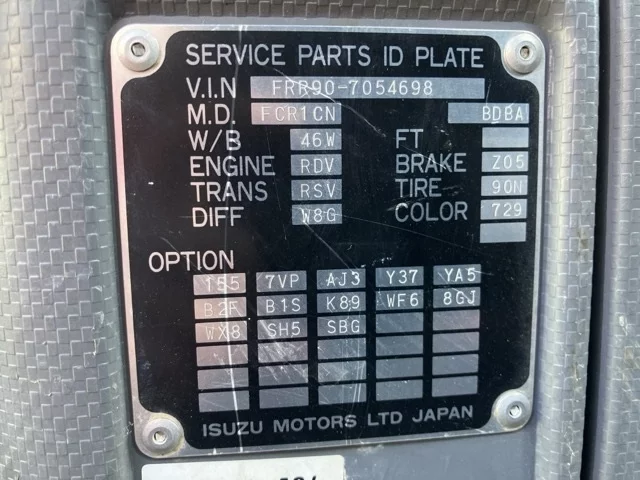 SERVICE PARTS ID PLATE
V.I.N FRR90-7054698
M.D. FCR1CN BDBA
W/B 46W FT
ENGINE RDV BRAKE Z05
TRANS RSV TIRE 90N
DIFF W8G COLOR 729
OPTION
155 7VP AJ3 Y37 YA5
B2F B1S K89 WF6 8GJ
WX8 SH5 SBG
ISUZU MOTORS LTD JAPAN